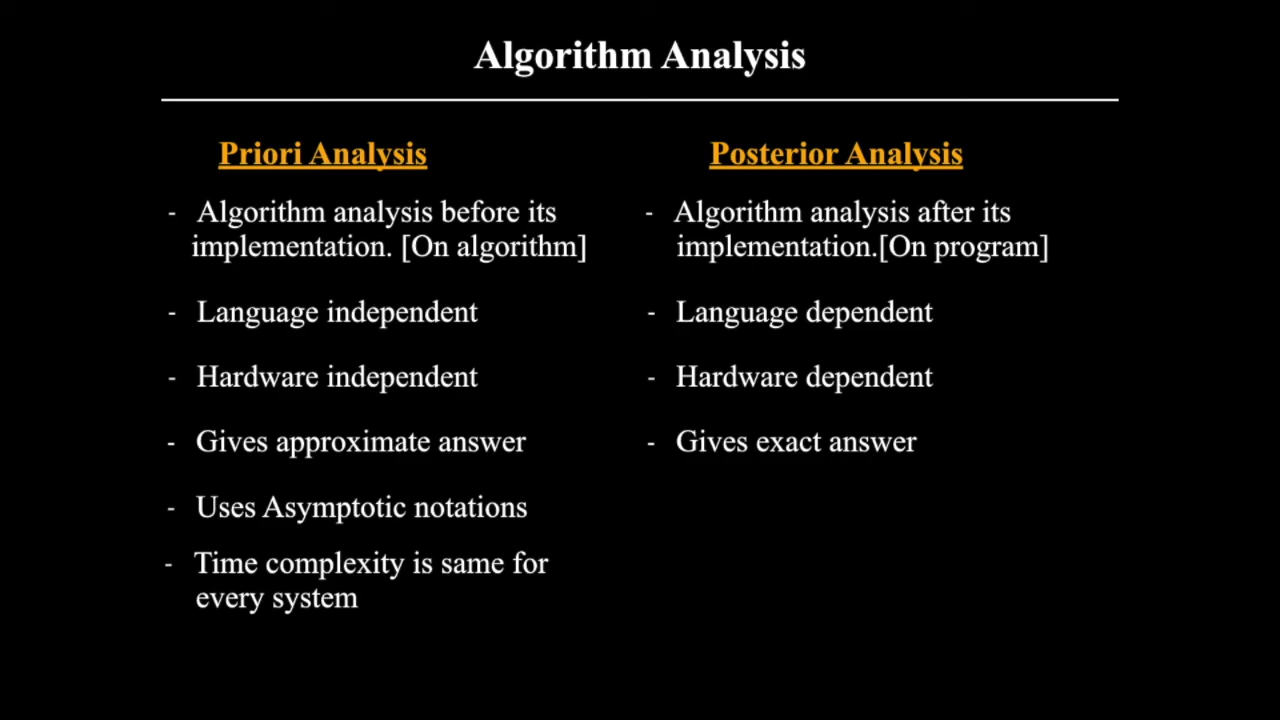 Algorithm Analysis
Priori Analysis
- Algorithm analysis before its
implementation. [On algorithm]
- Language independent
- Hardware independent
- Gives approximate answer
- Uses Asymptotic notations
- Time complexity is same for
every system
Posterior Analysis
- Algorithm analysis after its
implementation.[On program]
- Language dependent
- Hardware dependent
- Gives exact answer